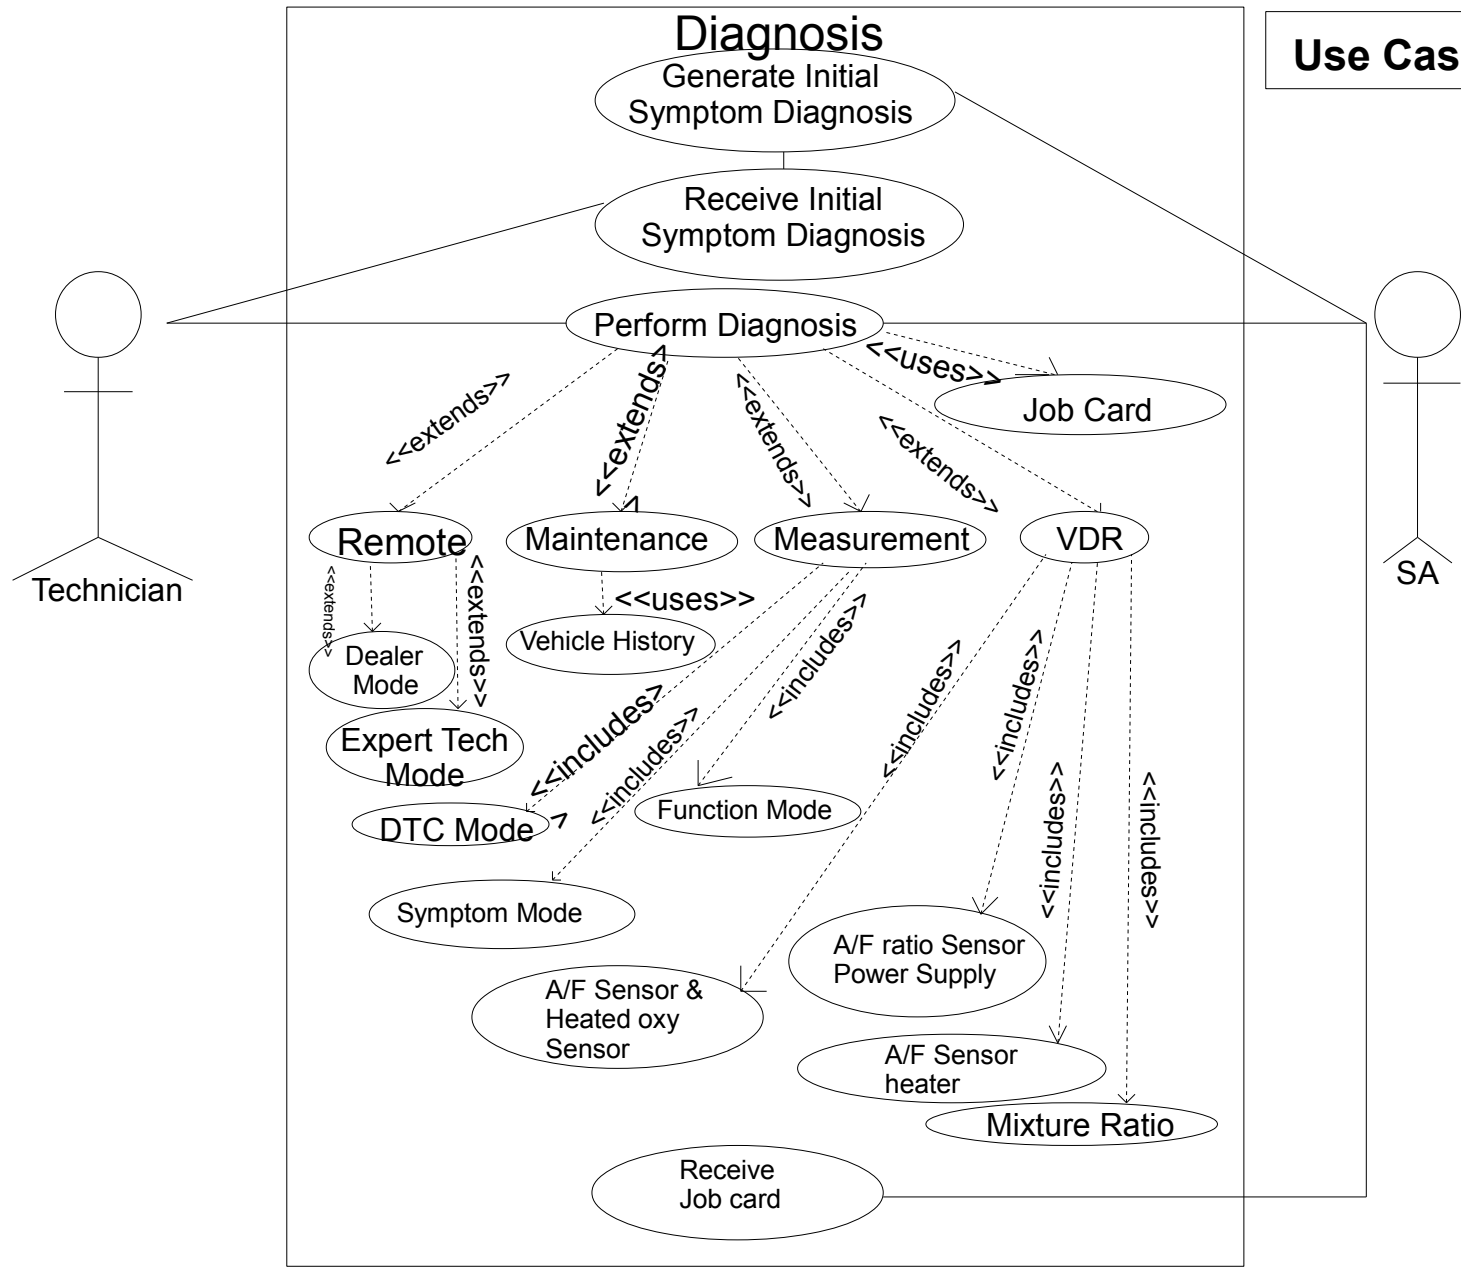 Diagnosis
Use Cas
Generate Initial
Symptom Diagnosis
Receive Initial
Symptom Diagnosis
Perform Diagnosis
<<uses>>
Job Card
<<extends>>
<<extends>
>
<<extends>>
<<extends>>
Remote
Maintenance
Measurement
VDR
Technician
SA
<<extends>>
<<extends>>
<<uses>>
Vehicle History
Dealer
Mode
Expert Tech
Mode
<<includes>
>
<<includes>>
<<includes>>
<<includes>>
<<includes>>
<<includes>>
<<includes>>
DTC Mode
Function Mode
Symptom Mode
A/F ratio Sensor
Power Supply
A/F Sensor &
Heated oxy
Sensor
A/F Sensor
heater
Mixture Ratio
Receive
Job card